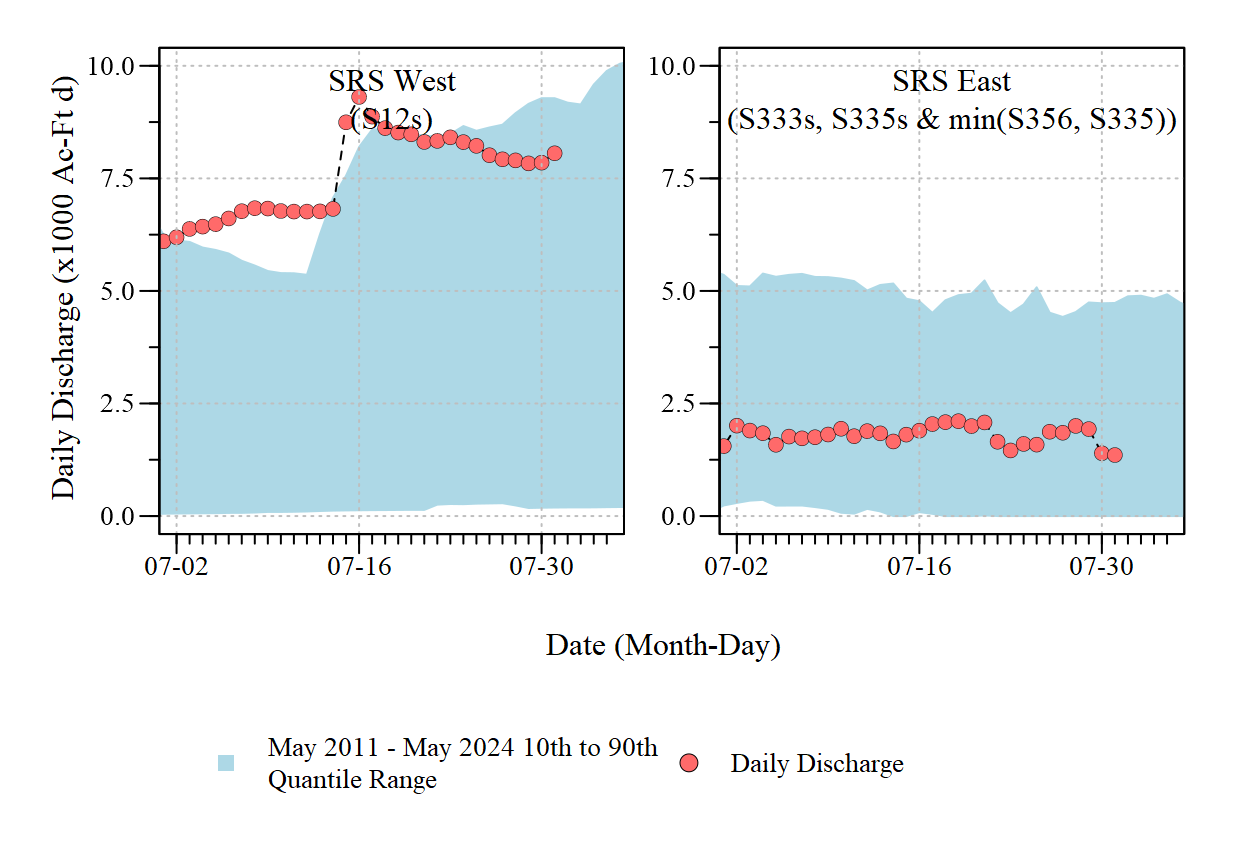 SRS West
(S12s)
SRS East
(S333s, S335s & min(S356, S335))
Daily Discharge (x1000 Ac-Ft d)
10.0
7.5
5.0
2.5
0.0
10.0
7.5
5.0
2.5
0.0
07-02 07-16 07-30
07-02 07-16 07-30
Date (Month-Day)
May 2011 - May 2024 10th to 90th
Quantile Range
Daily Discharge